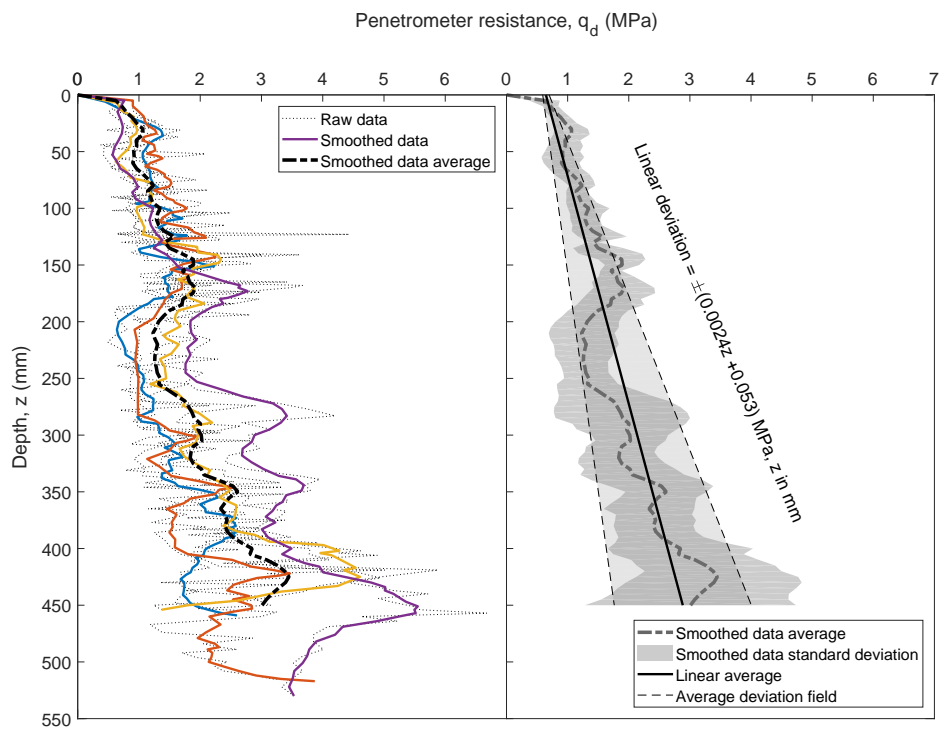 Penetrometer resistance, q_d (MPa)
0 1 2 3 4 5 6 0 1 2 3 4 5 6 7
0
50
100
150
200
250
300
350
400
450
500
550
Depth, z (mm)
Raw data
Smoothed data
Smoothed data average
Linear deviation = ±(0.0024z +0.053) MPa, z in mm
Smoothed data average
Smoothed data standard deviation
Linear average
Average deviation field